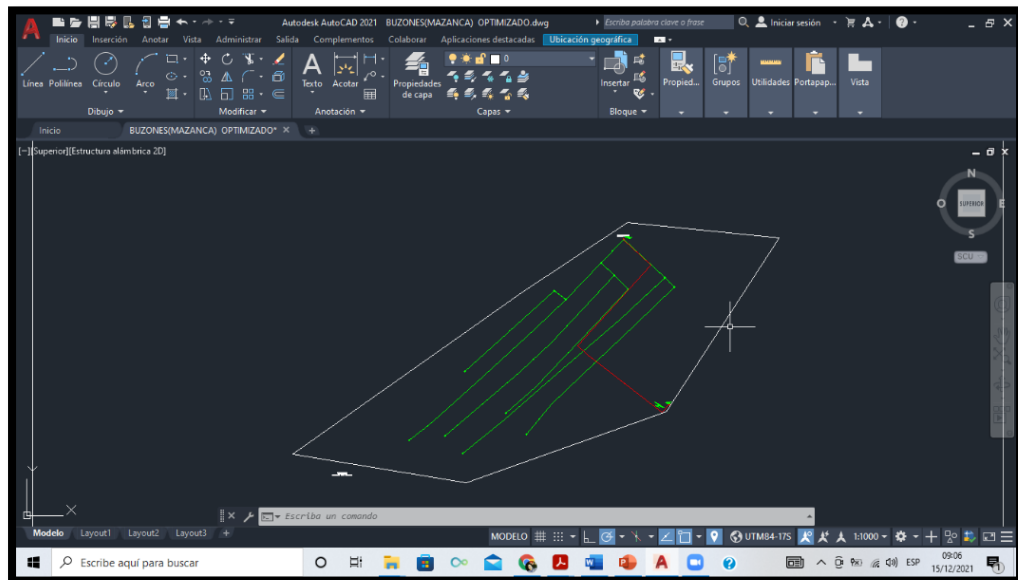 Autodesk AutoCAD 2021 BUZONES(MAZANCA) OPTIMIZADO.dwg Escriba palabra clave o frase Iniciar sesión
Inicio Inserción Anotar Vista Administrar Salida Complementos Colaborar Aplicaciones destacadas Ubicación geográfica
0
Línea Polilínea Círculo Arco Texto Acotar Propiedades de capa Insertar Propied... Grupos Utilidades Portapap... Vista
Dibujo Modificar Anotación Capas Bloque
Inicio BUZONES(MAZANCA) OPTIMIZADO*
[−][Superior][Estructura alámbrica 2D]
N
O SUPERIOR E
S
SCU
Y
X
Escriba un comando
Modelo Layout1 Layout2 Layout3 +
MODELO UTM84-17S 1:1000
Escribe aquí para buscar
ESP 09:06
15/12/2021